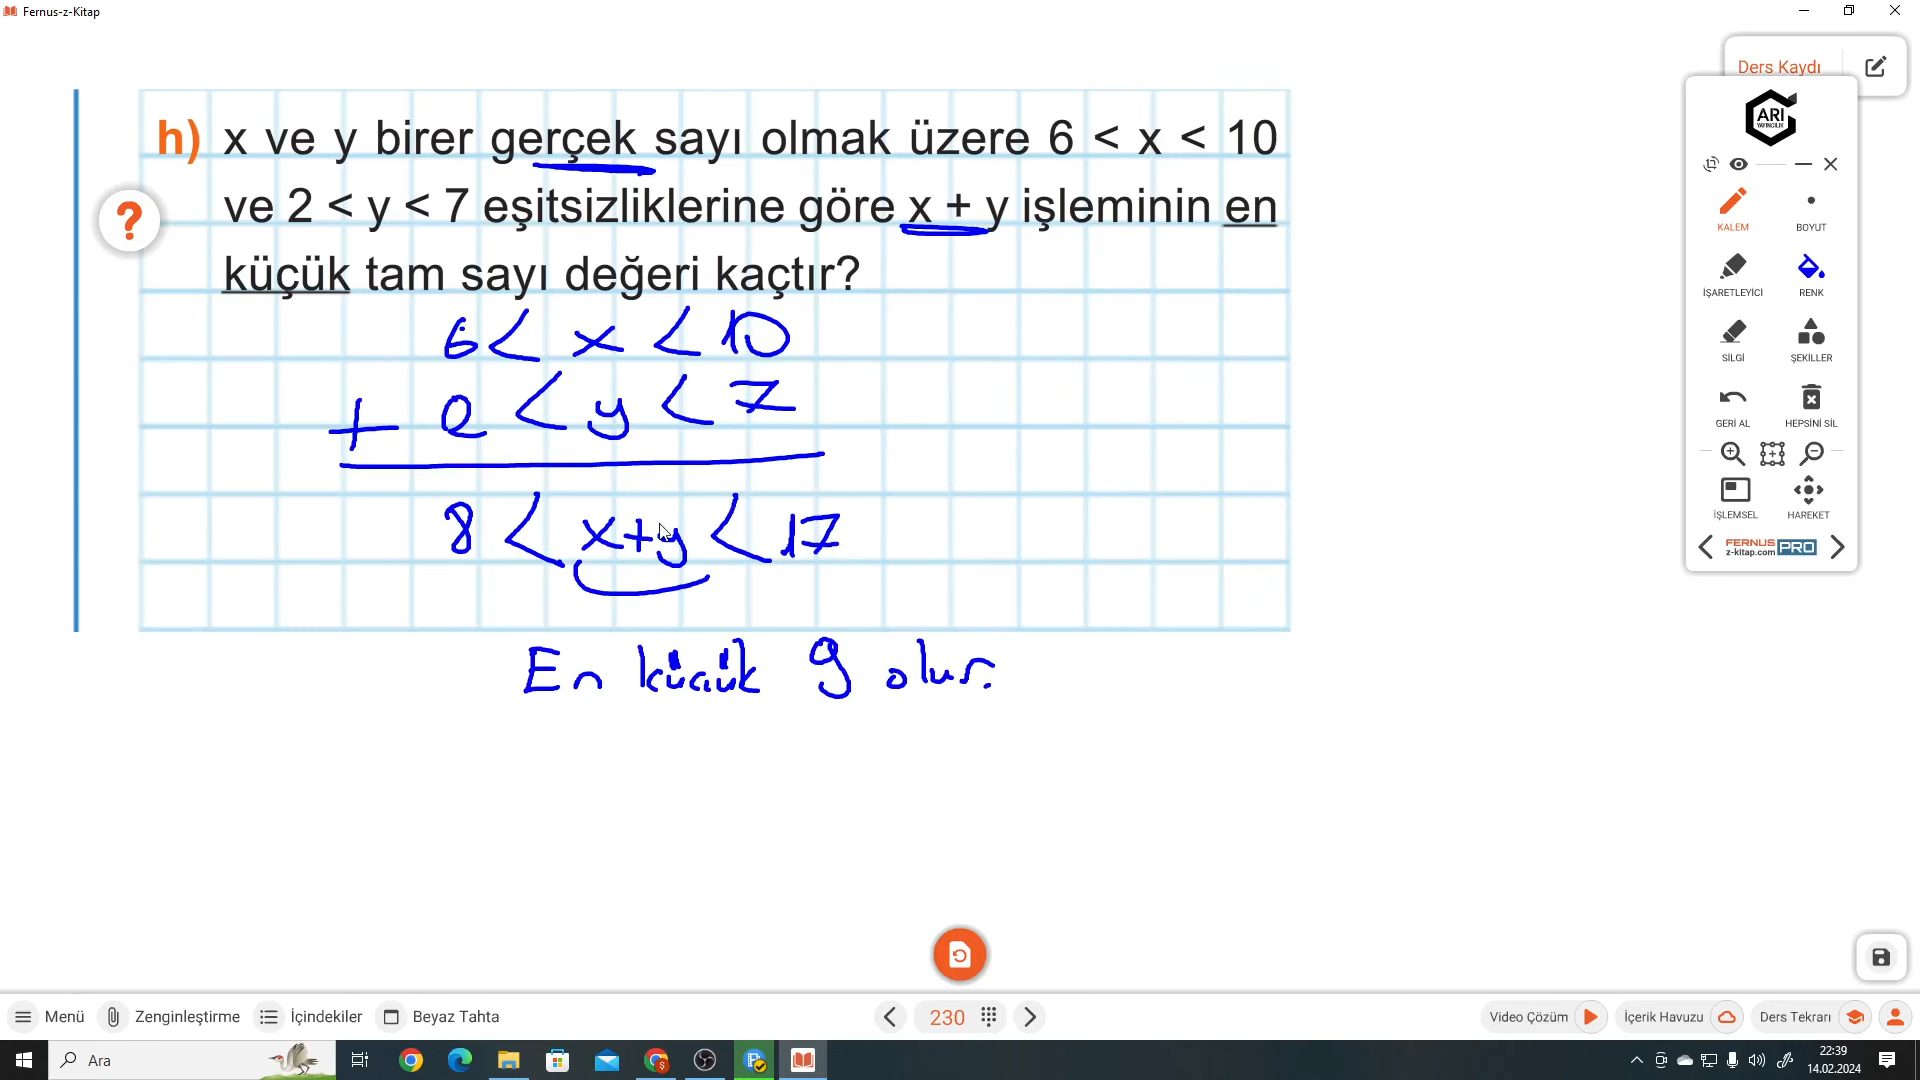 Fernus-z-Kitap
Ders Kaydı
ARI
YAYINCILIK
h) x ve y birer gerçek sayı olmak üzere 6 < x < 10
ve 2 < y < 7 eşitsizliklerine göre x + y işleminin en
küçük tam sayı değeri kaçtır?
?
6 < x < 10
+ 2 < y < 7
8 < x+y < 17
En küçük 9 olur.
KALEM BOYUT
İŞARETLEYİCİ RENK
SİLGİ ŞEKİLLER
GERİ AL HEPSİNİ SİL
İŞLEMSEL HAREKET
FERNUS
z-kitap.com PRO
Menü Zenginleştirme İçindekiler Beyaz Tahta 230 Video Çözüm İçerik Havuzu Ders Tekrarı
Ara
22:39
14.02.2024